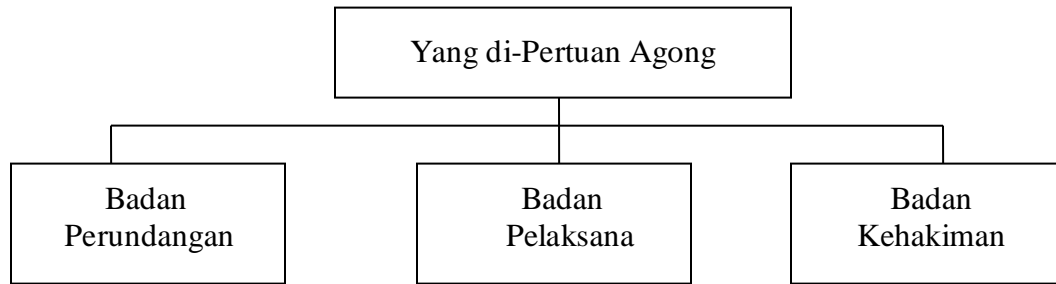 Yang di-Pertuan Agong
Badan
Perundangan
Badan
Pelaksana
Badan
Kehakiman